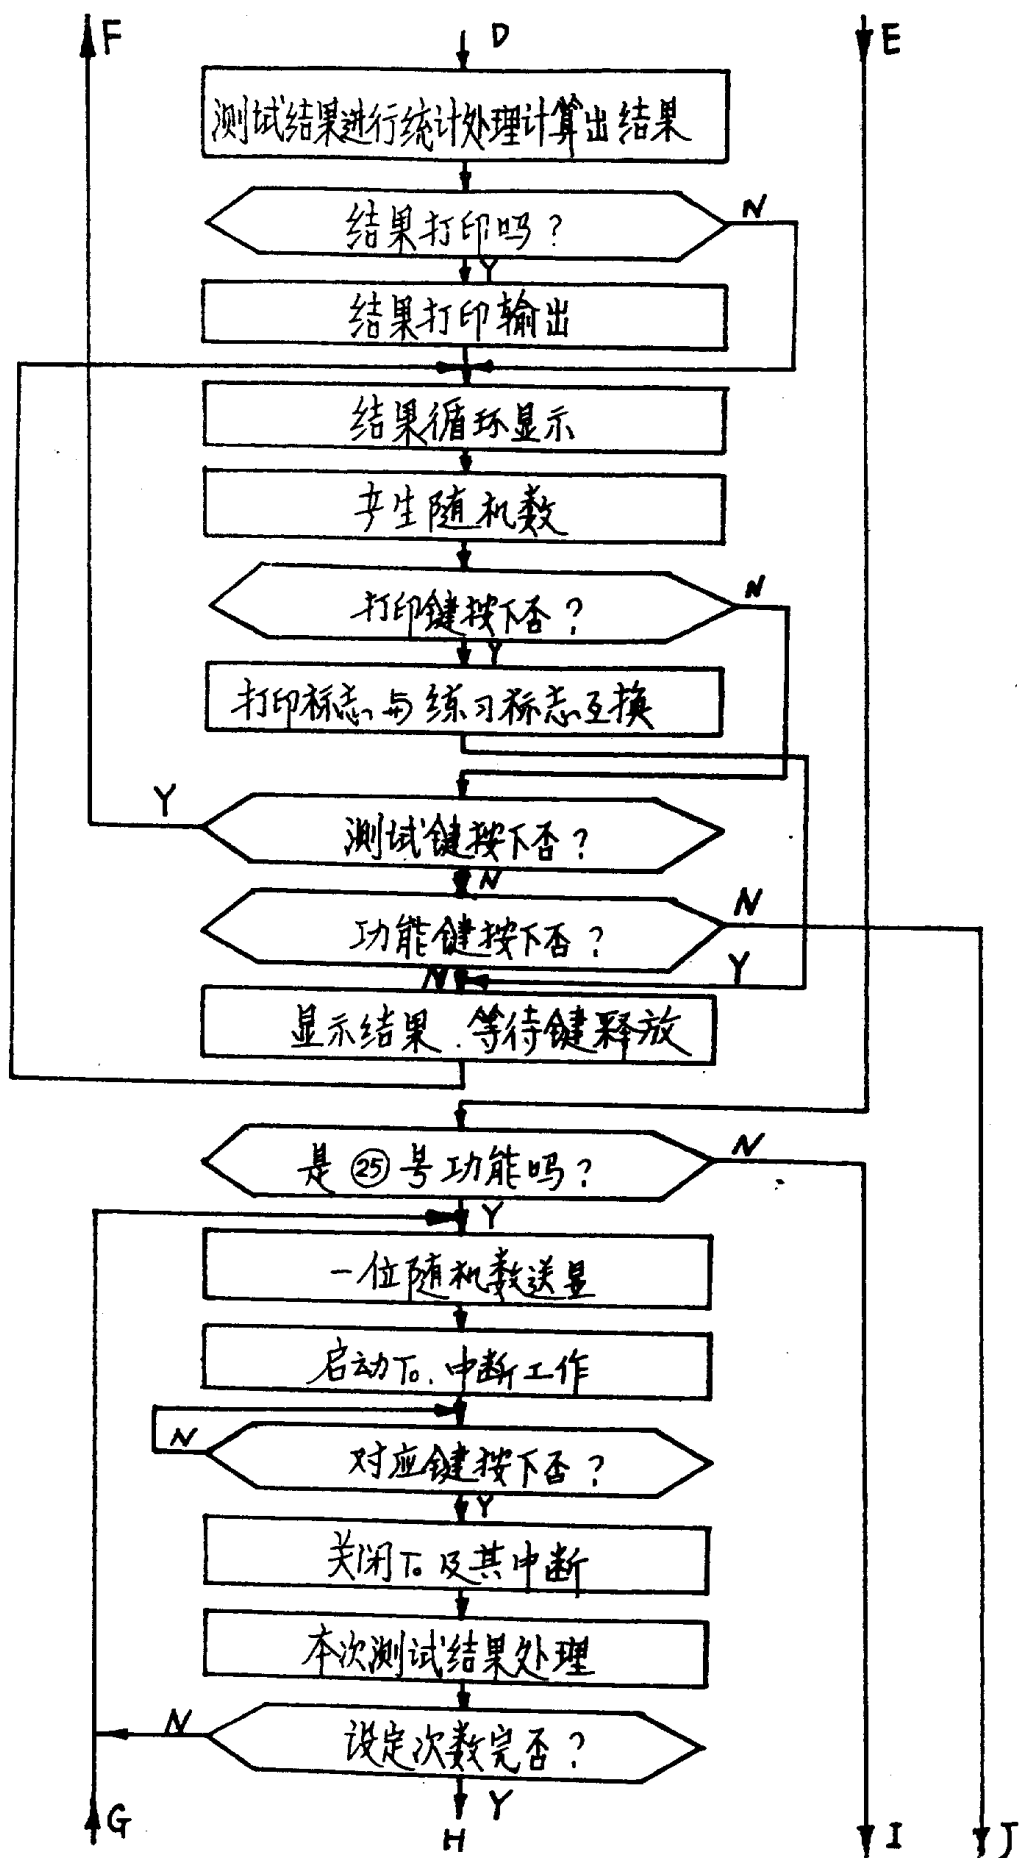 F
D
E
测试结果进行统计处理计算出结果
结果打印吗?
N
Y
结果打印输出
结果循环显示
产生随机数
打印键按下否?
N
Y
打印标志与练习标志互换
Y
测试键按下否?
N
N
功能键按下否?
Y
N
显示结果.等待键释放
是㉕号功能吗?
N
Y
一位随机数送显
启动T₀.中断工作
N
对应键按下否?
Y
关闭T₀及其中断
本次测试结果处理
N
设定次数完否?
Y
G
H
I
J